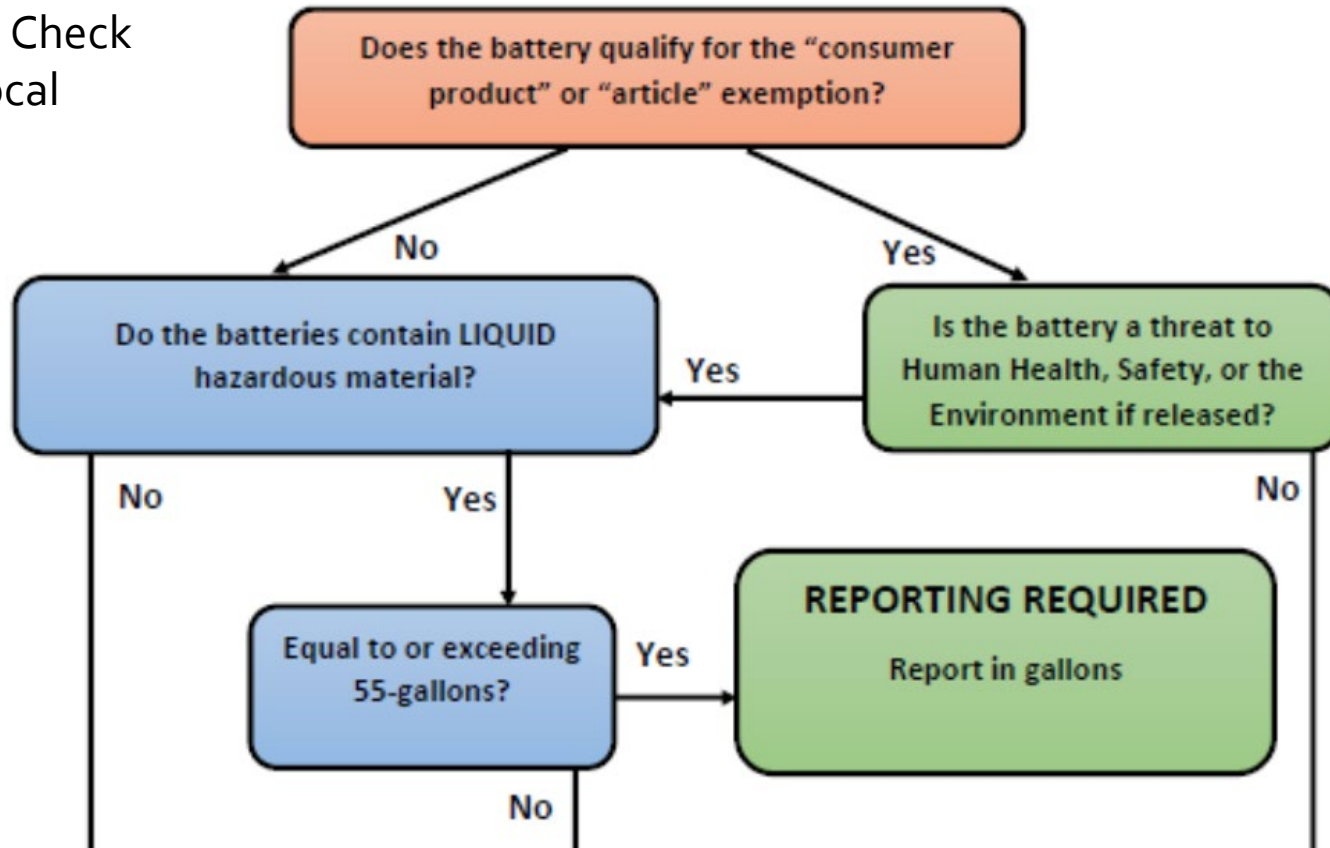 Check
ocal
Does the battery qualify for the “consumer
product” or “article” exemption?
No
Yes
Do the batteries contain LIQUID
hazardous material?
Yes
Is the battery a threat to
Human Health, Safety, or the
Environment if released?
No
Yes
No
Equal to or exceeding
55-gallons?
Yes
REPORTING REQUIRED
Report in gallons
No